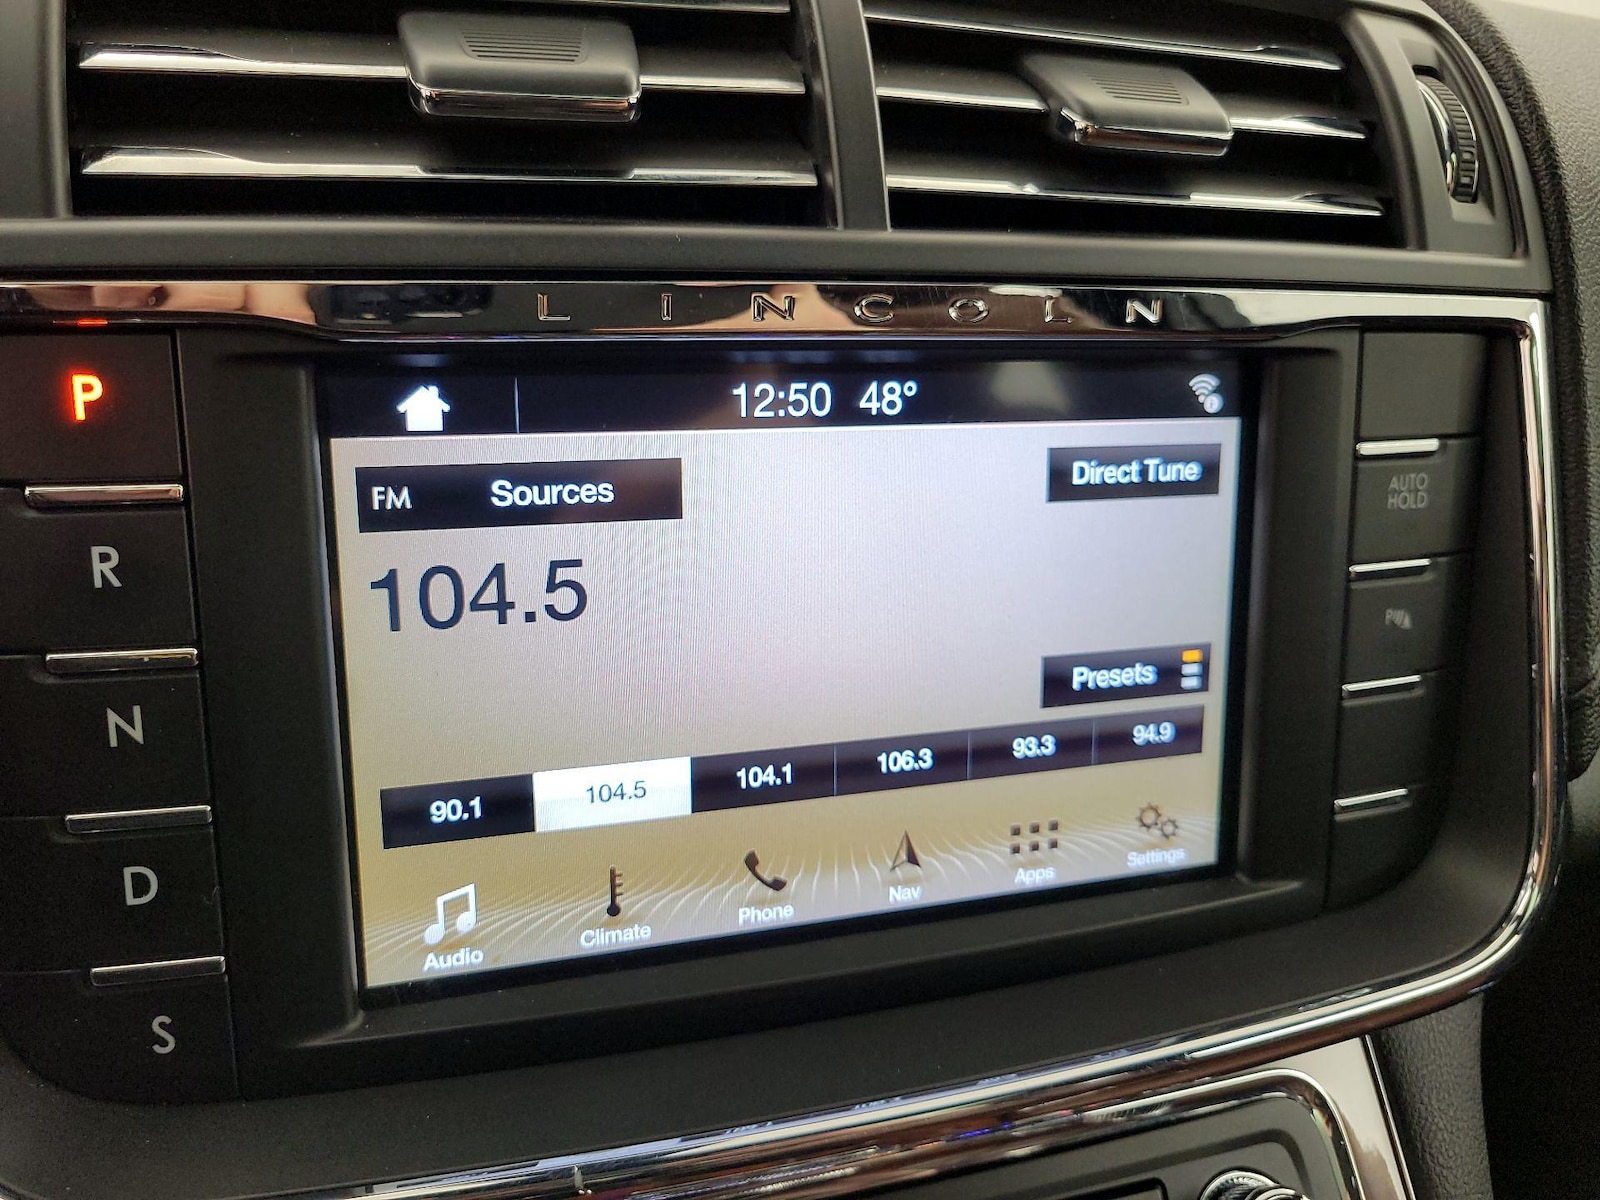 LINCOLN
P
R
N
D
S
12:50 48°
FM Sources
Direct Tune
104.5
Presets
90.1 104.5 104.1 106.3 93.3 94.9
Audio Climate Phone Nav Apps Settings
AUTO
HOLD